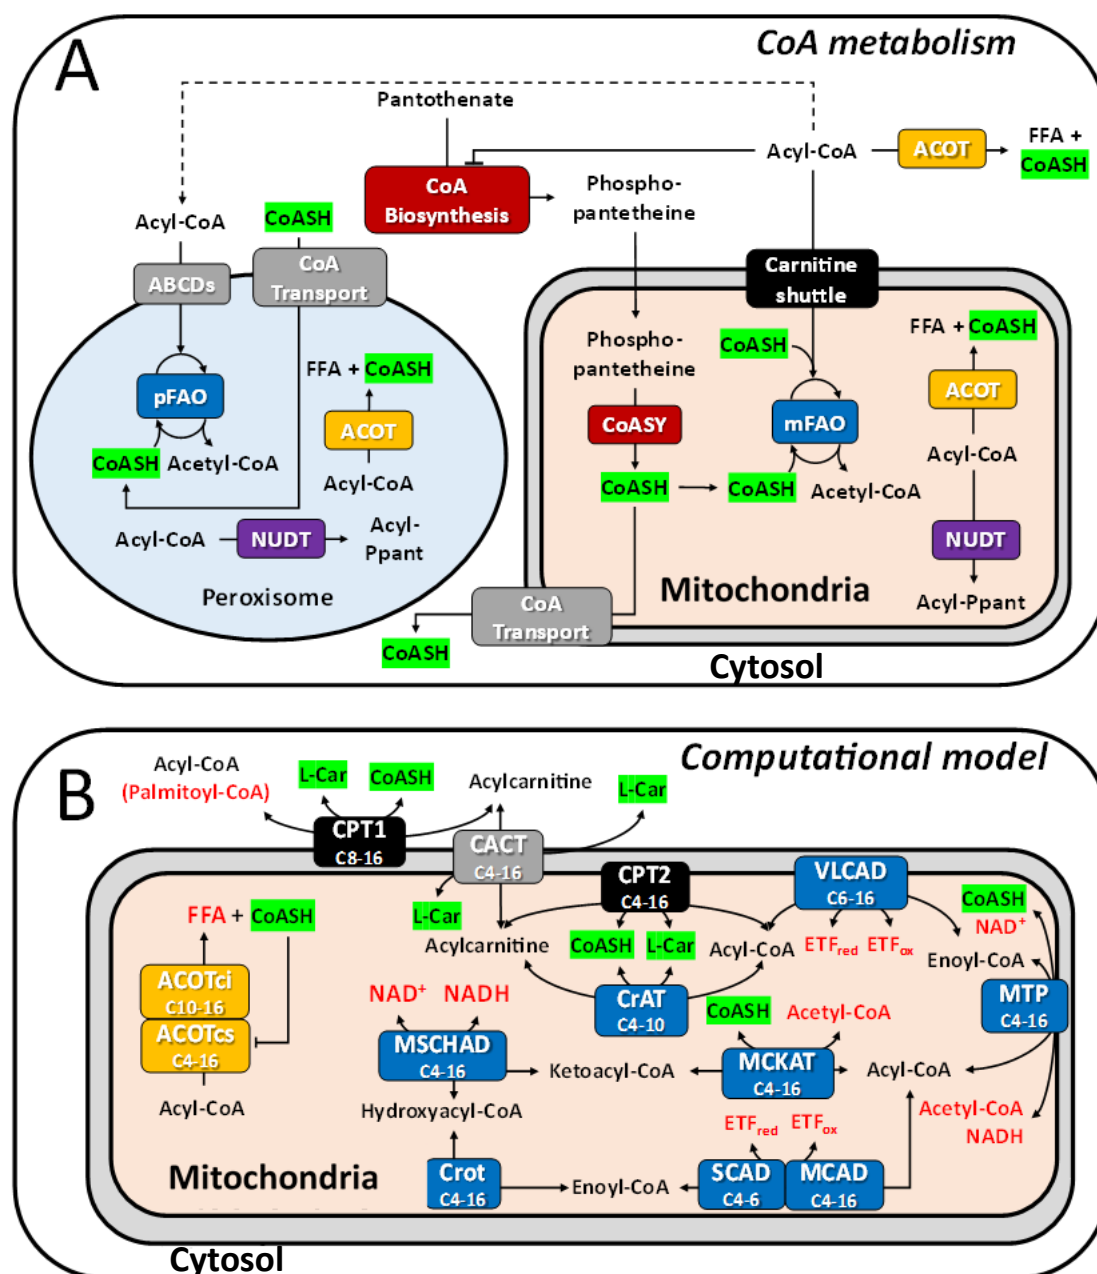 A
CoA metabolism
Pantothenate
Acyl-CoA
ACOT
FFA +
CoASH
CoA
Biosynthesis
Phospho-
pantetheine
Acyl-CoA
CoASH
ABCDs
CoA
Transport
Carnitine
shuttle
FFA + CoASH
CoASH
Phospho-
pantetheine
FFA + CoASH
pFAO
ACOT
ACOT
CoASY
mFAO
CoASH
Acetyl-CoA
Acyl-CoA
CoASH
CoASH
Acetyl-CoA
Acyl-CoA
Acyl-CoA
NUDT
Acyl-
Ppant
NUDT
Peroxisome
Mitochondria
Acyl-Ppant
CoA
Transport
CoASH
Cytosol
B
Computational model
Acyl-CoA
(Palmitoyl-CoA)
L-Car
CoASH
Acylcarnitine
L-Car
CPT1
C8-16
CACT
C4-16
CPT2
C4-16
VLCAD
C6-16
CoASH
NAD+
FFA + CoASH
L-Car
Acylcarnitine
CoASH
L-Car
Acyl-CoA
ETFred
ETFox
Enoyl-CoA
ACOTci
C10-16
ACOTcs
C4-16
Acyl-CoA
NAD+
NADH
CrAT
C4-10
CoASH
Acetyl-CoA
MTP
C4-16
MSCHAD
C4-16
Ketoacyl-CoA
MCKAT
C4-16
Acyl-CoA
Hydroxyacyl-CoA
ETFred
ETFox
Acetyl-CoA
NADH
Crot
C4-16
Enoyl-CoA
SCAD
C4-6
MCAD
C4-16
Mitochondria
Cytosol